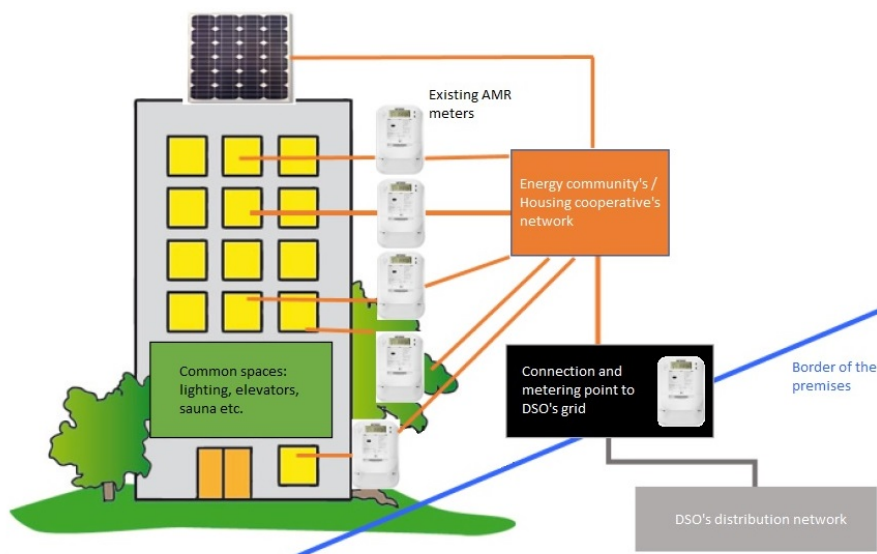 Existing AMR
meters
Energy community's /
Housing cooperative's
network
Common spaces:
lighting, elevators,
sauna etc.
Connection and
metering point to
DSO's grid
Border of the
premises
DSO's distribution network